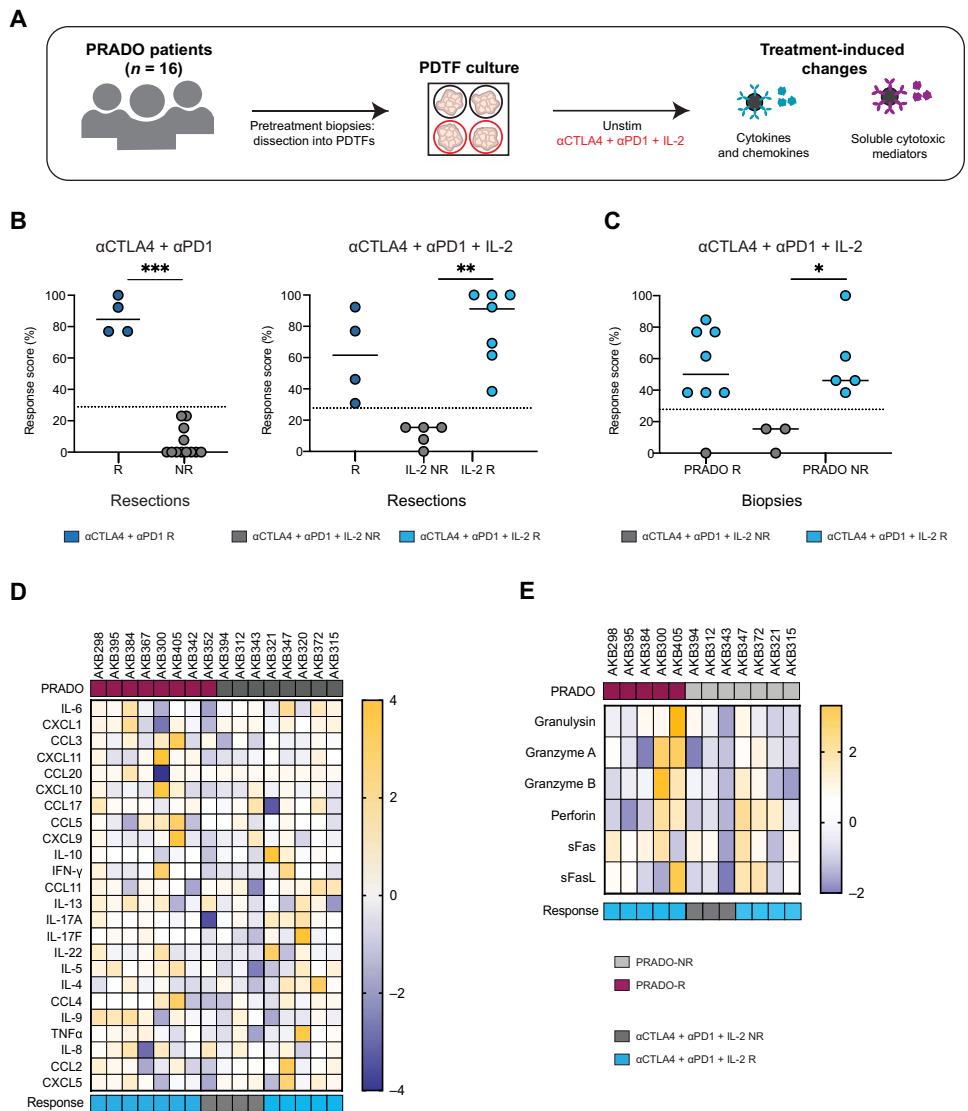 A
PRADO patients
(n = 16)
Pretreatment biopsies:
dissection into PDTFs
PDTF culture
Unstim
αCTLA4 + αPD1 + IL-2
Treatment-induced
changes
Cytokines
and chemokines
Soluble cytotoxic
mediators
B
αCTLA4 + αPD1
***
Response score (%)
100
80
60
40
20
0
R
NR
Resections
αCTLA4 + αPD1 + IL-2
**
Response score (%)
100
80
60
40
20
0
R
IL-2 NR
IL-2 R
Resections
αCTLA4 + αPD1 R
αCTLA4 + αPD1 + IL-2 NR
αCTLA4 + αPD1 + IL-2 R
C
αCTLA4 + αPD1 + IL-2
*
Response score (%)
100
80
60
40
20
0
PRADO R
PRADO NR
Biopsies
αCTLA4 + αPD1 + IL-2 NR
αCTLA4 + αPD1 + IL-2 R
D
AKB298
AKB395
AKB384
AKB367
AKB300
AKB405
AKB342
AKB352
AKB394
AKB312
AKB343
AKB321
AKB347
AKB320
AKB372
AKB315
PRADO
IL-6
CXCL1
CCL3
CXCL11
CCL20
CXCL10
CCL17
CCL5
CXCL9
IL-10
IFN-γ
CCL11
IL-13
IL-17A
IL-17F
IL-22
IL-5
IL-4
CCL4
IL-9
TNFα
IL-8
CCL2
CXCL5
Response
4
2
0
−2
−4
E
AKB298
AKB395
AKB384
AKB300
AKB405
AKB394
AKB312
AKB343
AKB347
AKB372
AKB321
AKB315
PRADO
Granulysin
Granzyme A
Granzyme B
Perforin
sFas
sFasL
Response
2
0
−2
PRADO-NR
PRADO-R
αCTLA4 + αPD1 + IL-2 NR
αCTLA4 + αPD1 + IL-2 R